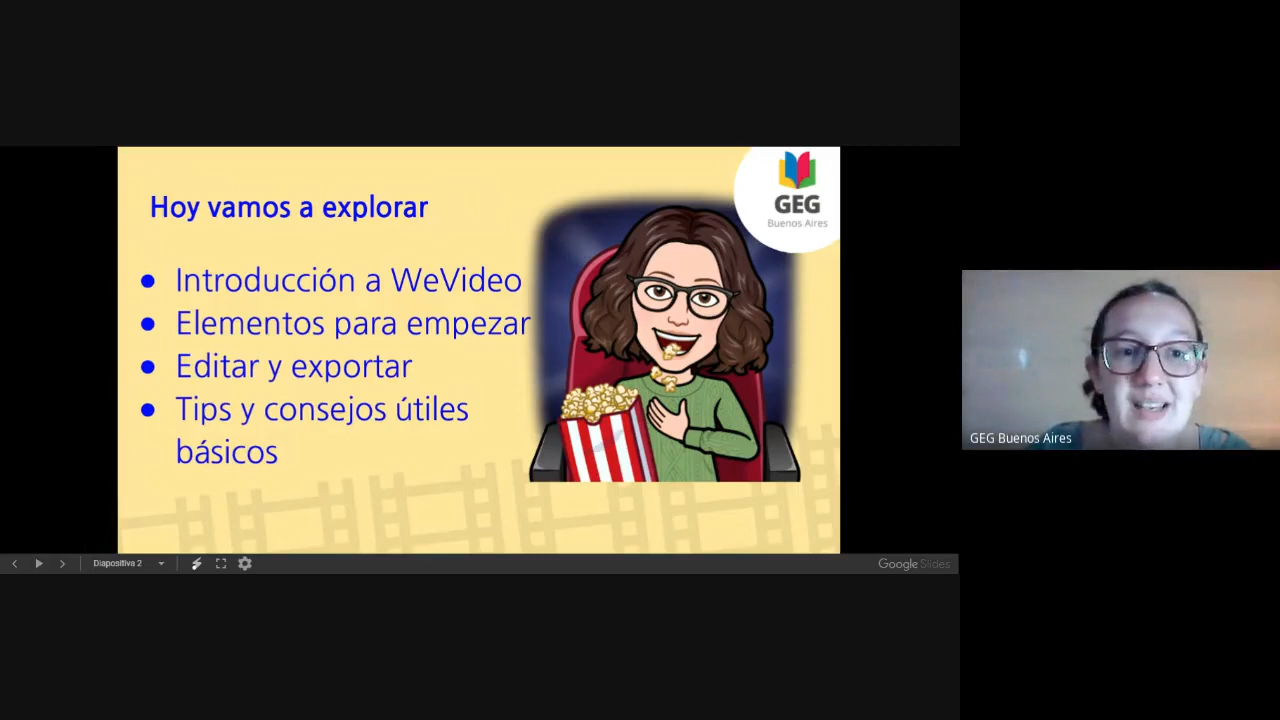 GEG
Buenos Aires
Hoy vamos a explorar
● Introducción a WeVideo
● Elementos para empezar
● Editar y exportar
● Tips y consejos útiles
básicos
GEG Buenos Aires
Diapositiva 2
Google Slides